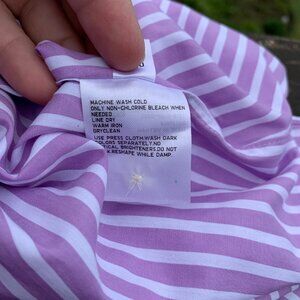 MACHINE WASH COLD
ONLY NON-CHLORINE BLEACH WHEN
NEEDED
LINE DRY
WARM IRON
DRYCLEAN
USE PRESS CLOTH.WASH DARK
COLORS SEPARATELY.NO
OPTICAL BRIGHTENERS.DO NOT
RESHAPE WHILE DAMP.